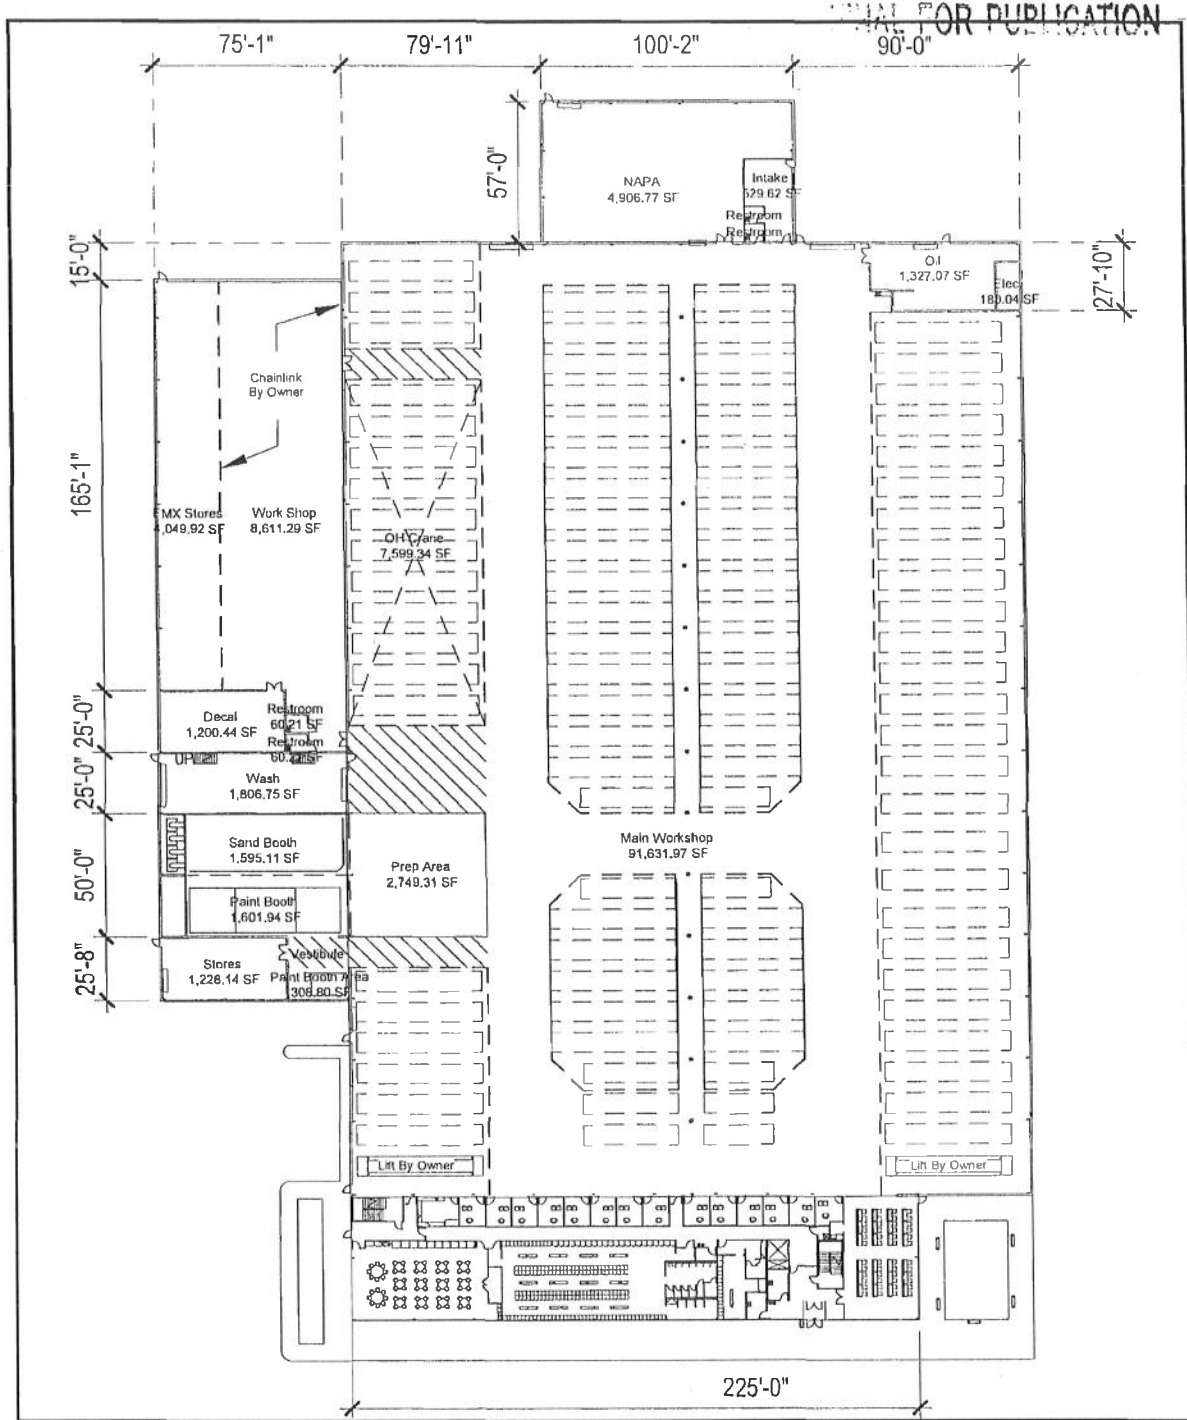 FOR PUBLICATION
75'-1"
79'-11"
100'-2"
90'-0"
57'-0"
NAPA
4,906.77 SF
Intake
529.62 SF
Restroom
Restroom
15'-0"
Oil
1,327.07 SF
Elec
180.04 SF
27'-10"
Chainlink
By Owner
165'-1"
MX Stores
4,049.92 SF
Work Shop
8,611.29 SF
OH Crane
7,599.34 SF
25'-0"
Decal
1,200.44 SF
Restroom
60.21 SF
Restroom
UP
25'-0"
Wash
1,806.75 SF
Main Workshop
91,631.97 SF
50'-0"
Sand Booth
1,595.11 SF
Prep Area
2,749.31 SF
Paint Booth
1,601.94 SF
25'-8"
Stores
1,226.14 SF
Vestibule
Paint Booth Area
308.80 SF
Lift By Owner
Lift By Owner
225'-0"